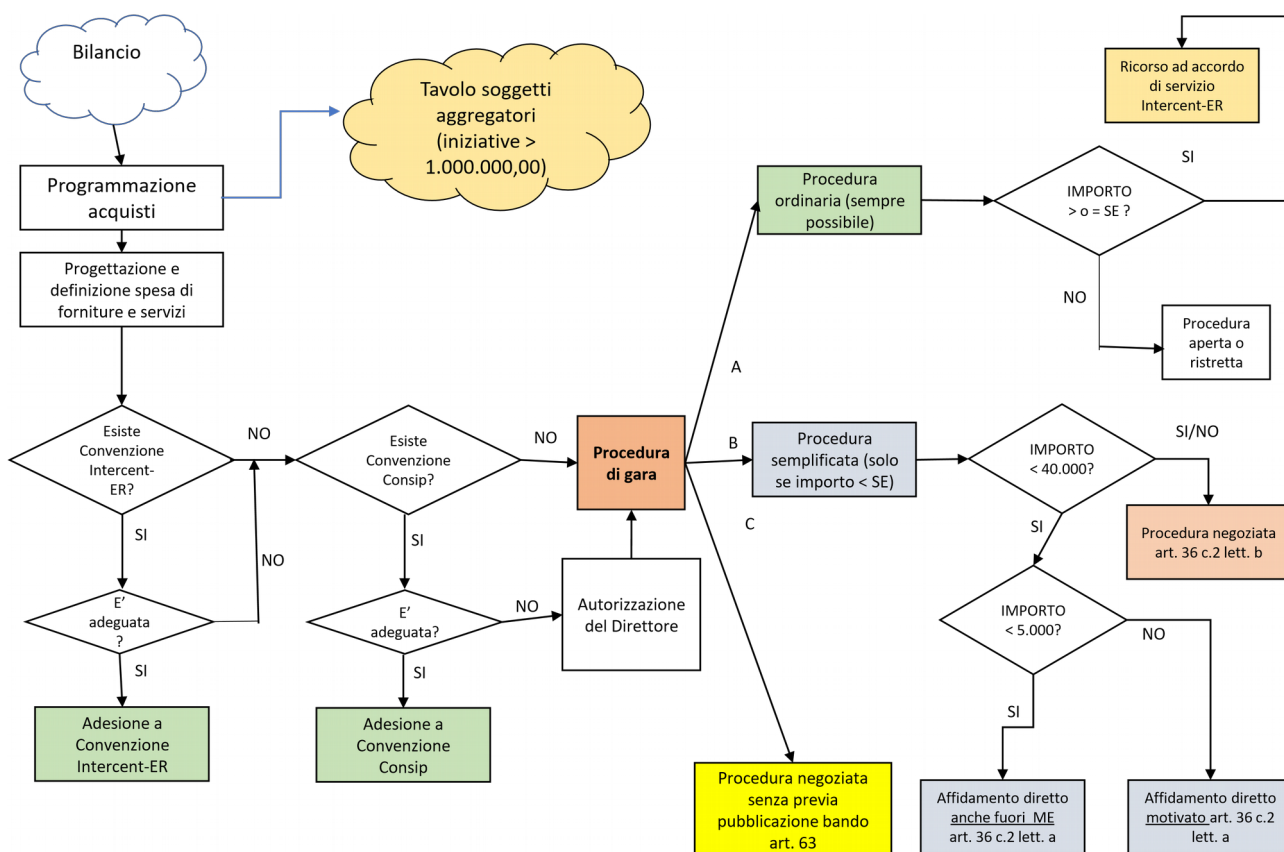 Bilancio
Tavolo soggetti
aggregatori
(iniziative >
1.000.000,00)
Ricorso ad accordo
di servizio
Intercent-ER
Programmazione
acquisti
Procedura
ordinaria (sempre
possibile)
IMPORTO
> o = SE ?
SI
NO
Progettazione e
definizione spesa di
forniture e servizi
Procedura
aperta o
ristretta
A
Esiste
Convenzione
Intercent-
ER?
NO
Esiste
Convenzione
Consip?
NO
Procedura
di gara
B
Procedura
semplificata (solo
se importo < SE)
IMPORTO
< 40.000?
SI/NO
C
SI
SI
SI
Procedura negoziata
art. 36 c.2 lett. b
NO
E’
adeguata
?
E’
adeguata?
NO
Autorizzazione
del Direttore
IMPORTO
< 5.000?
NO
SI
SI
SI
Adesione a
Convenzione
Intercent-ER
Adesione a
Convenzione
Consip
Procedura negoziata
senza previa
pubblicazione bando
art. 63
Affidamento diretto
anche fuori ME
art. 36 c.2 lett. a
Affidamento diretto
motivato art. 36 c.2
lett. a